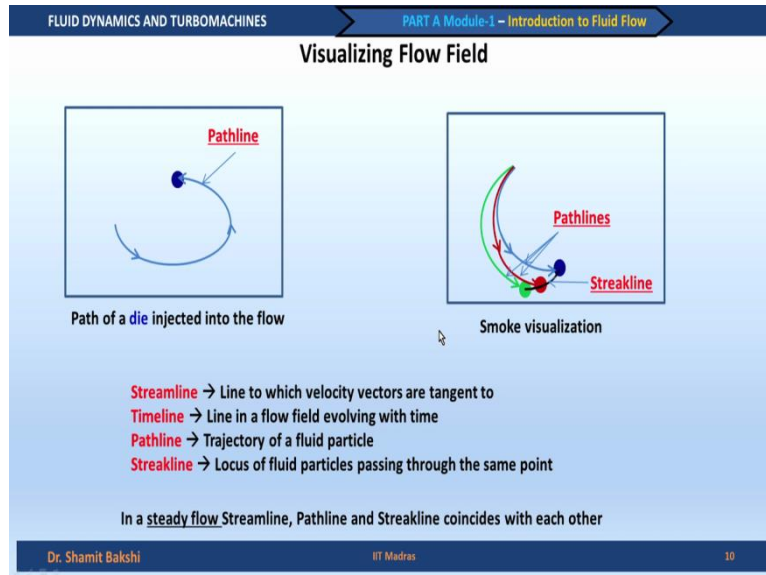 FLUID DYNAMICS AND TURBOMACHINES
PART A Module-1 – Introduction to Fluid Flow
Visualizing Flow Field
Pathline
Pathlines
Streakline
Path of a die injected into the flow
Smoke visualization
Streamline → Line to which velocity vectors are tangent to
Timeline → Line in a flow field evolving with time
Pathline → Trajectory of a fluid particle
Streakline → Locus of fluid particles passing through the same point
In a steady flow Streamline, Pathline and Streakline coincides with each other
Dr. Shamit Bakshi
IIT Madras
10